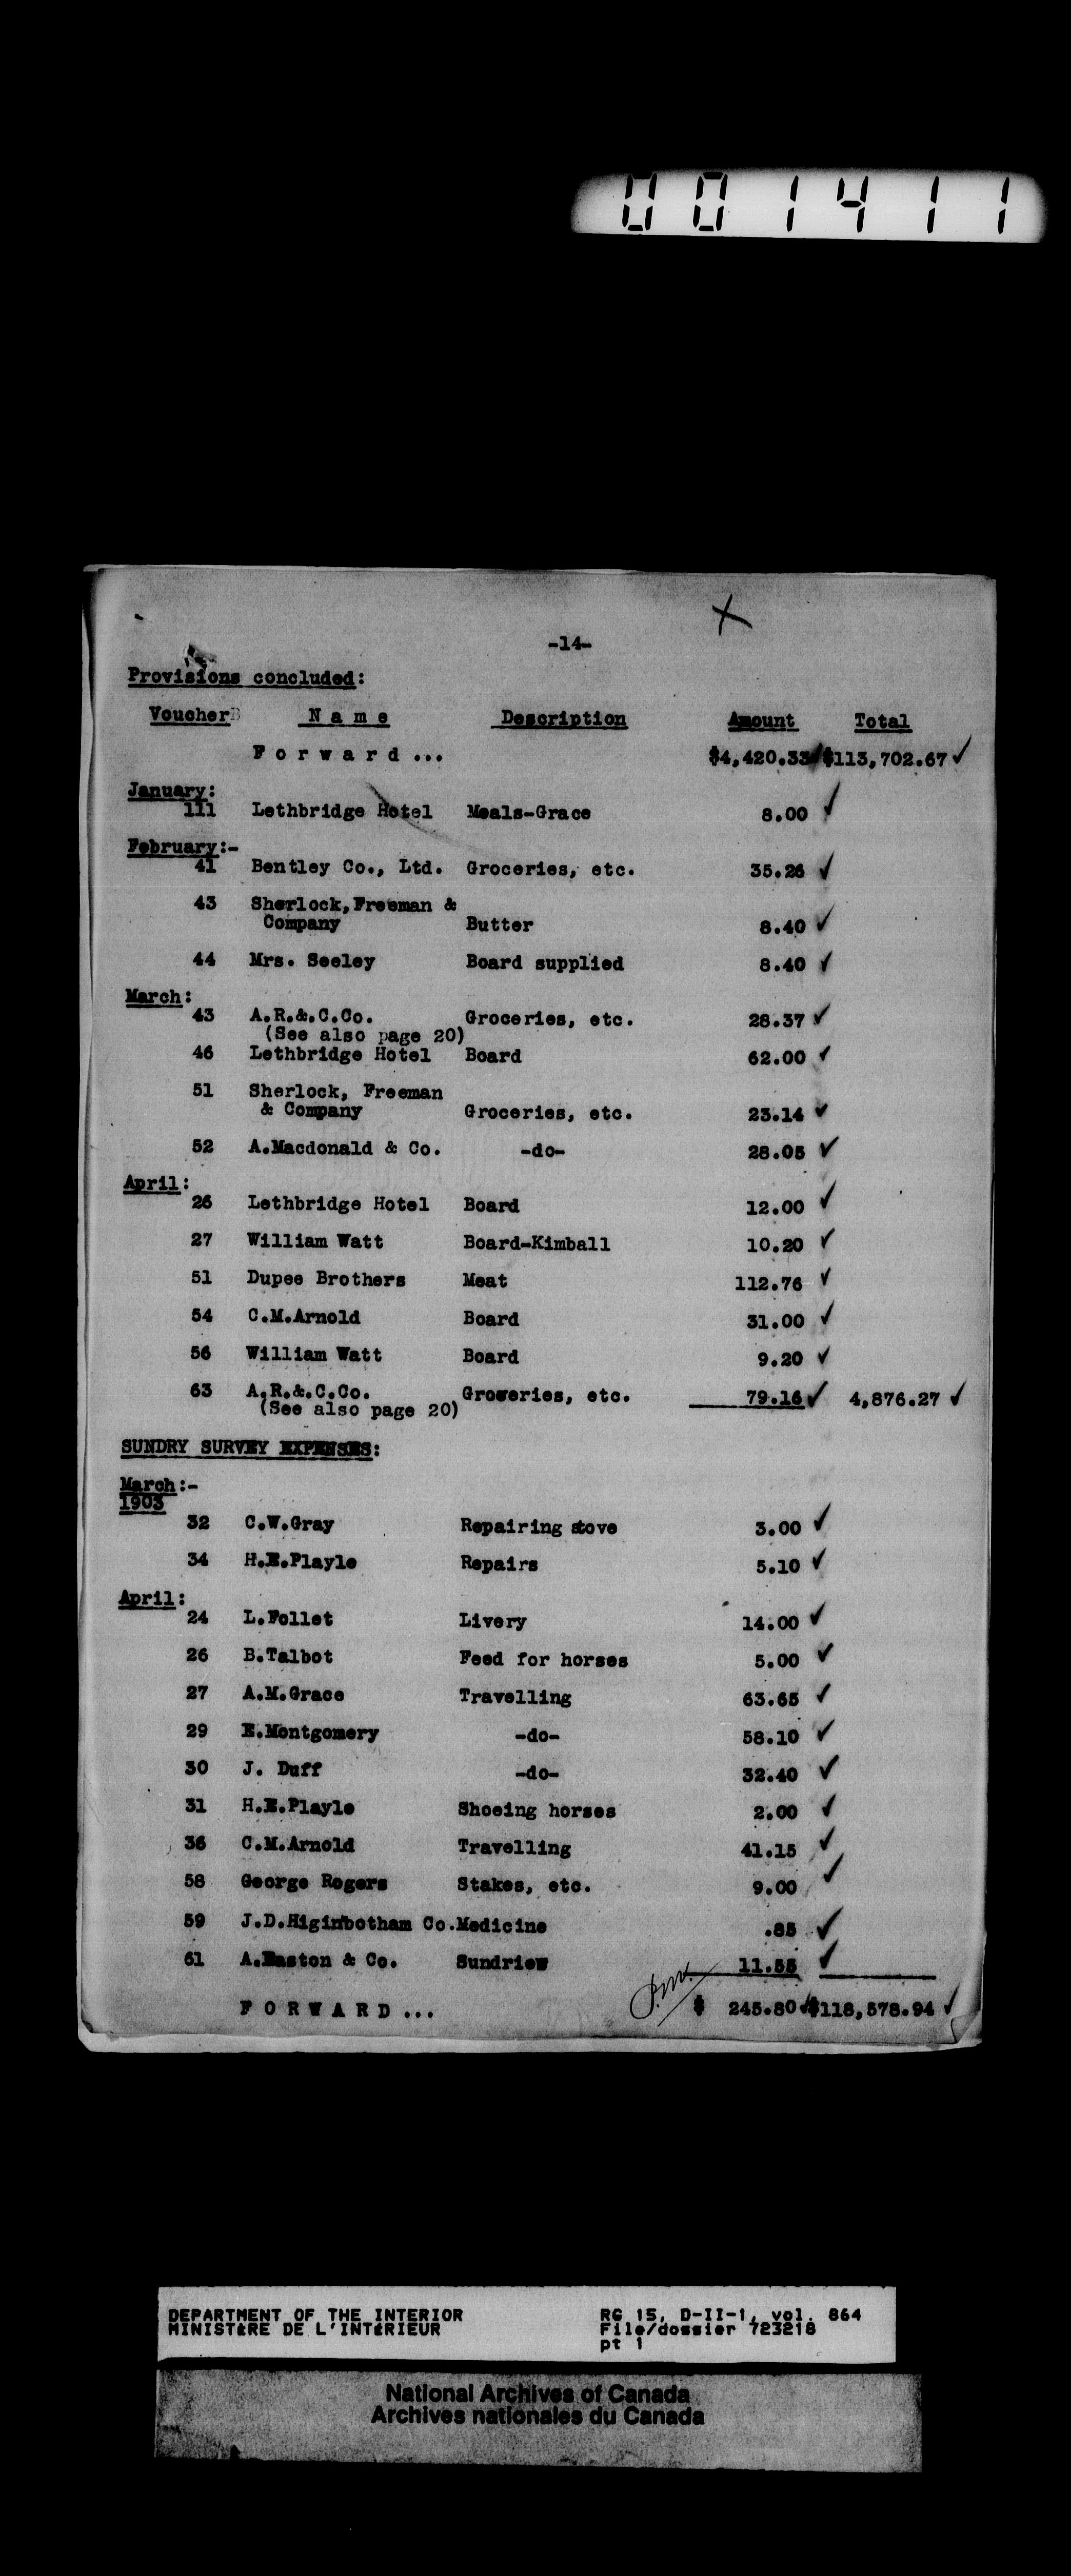 001411
X
-14-
Provisions concluded:
Voucher Name Description Amount Total
Forward... $4,420.33 $113,702.67
January:
111 Lethbridge Hotel Meals-Grace 8.00
February:-
41 Bentley Co., Ltd. Groceries, etc. 35.26
43 Sherlock,Freeman &
Company Butter 8.40
44 Mrs. Seeley Board supplied 8.40
March:
43 A.R.&.C.Co. Groceries, etc. 28.37
(See also page 20)
46 Lethbridge Hotel Board 62.00
51 Sherlock, Freeman
& Company Groceries, etc. 23.14
52 A.Macdonald & Co. -do- 28.05
April:
26 Lethbridge Hotel Board 12.00
27 William Watt Board-Kimball 10.20
51 Dupee Brothers Meat 112.76
54 C.M.Arnold Board 31.00
56 William Watt Board 9.20
63 A.R.&.C.Co. Groceries, etc. 79.16 4,876.27
(See also page 20)
SUNDRY SURVEY EXPENSES:
March:-
1903
32 C.W.Gray Repairing stove 3.00
34 H.E.Playle Repairs 5.10
April:
24 L.Follet Livery 14.00
26 B.Talbot Feed for horses 5.00
27 A.M.Grace Travelling 63.65
29 E.Montgomery -do- 58.10
30 J. Duff -do- 32.40
31 H.E.Playle Shoeing horses 2.00
36 C.M.Arnold Travelling 41.15
58 George Rogers Stakes, etc. 9.00
59 J.D.Higinbotham Co. Medicine .85
61 A.Easton & Co. Sundries 11.55
FORWARD... $ 245.80 $118,578.94
DEPARTMENT OF THE INTERIOR RG 15, D-II-1, vol. 864
MINISTÈRE DE L'INTÉRIEUR File/dossier 723218
pt 1
National Archives of Canada
Archives nationales du Canada